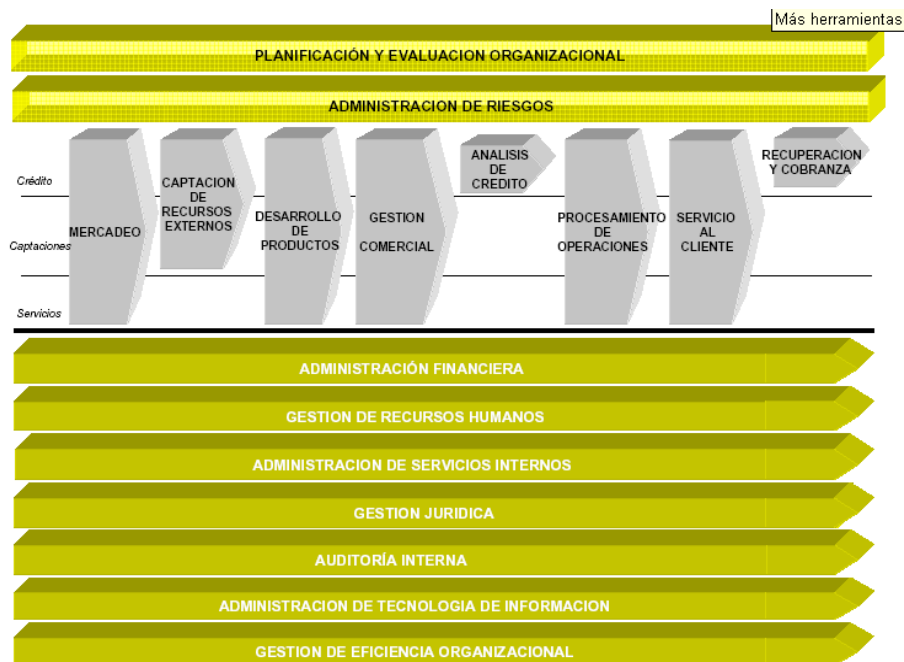 Más herramientas
PLANIFICACIÓN Y EVALUACION ORGANIZACIONAL
ADMINISTRACION DE RIESGOS
Crédito
Captaciones
Servicios
MERCADEO
CAPTACION
DE
RECURSOS
EXTERNOS
DESARROLLO
DE
PRODUCTOS
GESTION
COMERCIAL
ANALISIS
DE
CREDITO
PROCESAMIENTO
DE
OPERACIONES
SERVICIO
AL
CLIENTE
RECUPERACION
Y COBRANZA
ADMINISTRACIÓN FINANCIERA
GESTION DE RECURSOS HUMANOS
ADMINISTRACION DE SERVICIOS INTERNOS
GESTION JURIDICA
AUDITORÍA INTERNA
ADMINISTRACION DE TECNOLOGIA DE INFORMACION
GESTION DE EFICIENCIA ORGANIZACIONAL